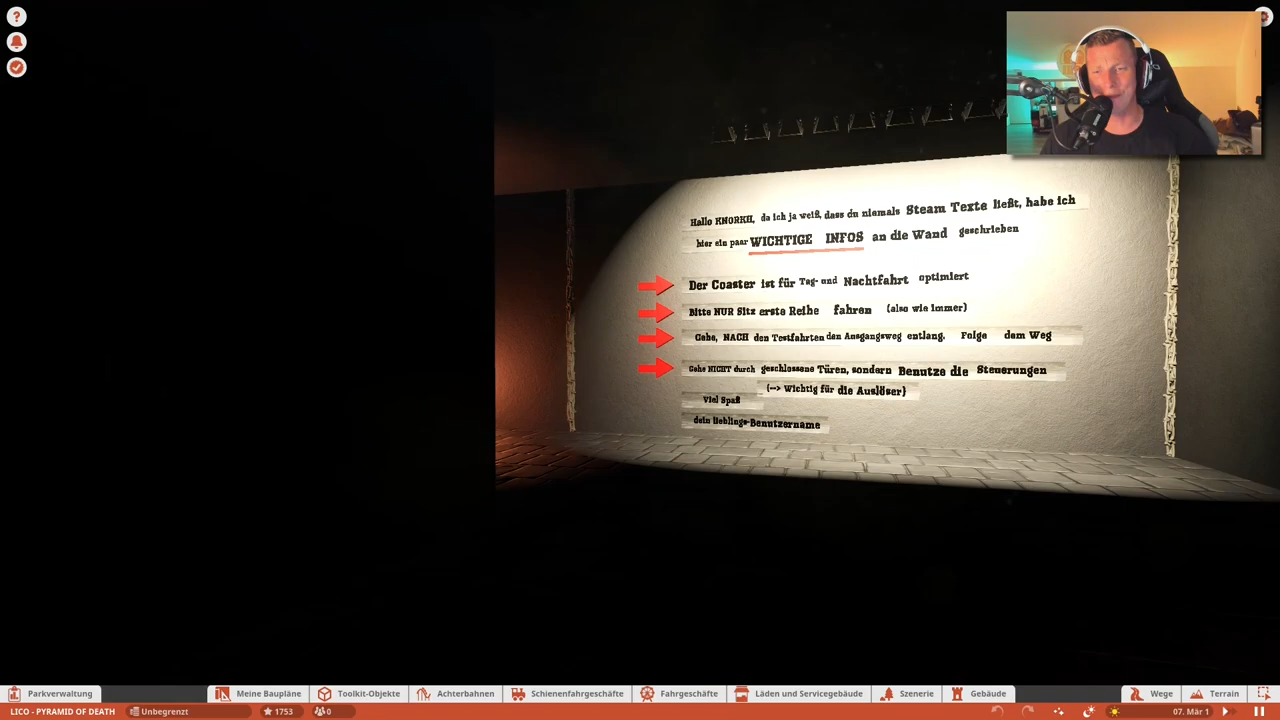 Hallo KNORKE, da ich ja weiß, dass du niemals Steam Texte ließt, habe ich
hier ein paar WICHTIGE INFOS an die Wand geschrieben
Der Coaster ist für Tag- und Nachtfahrt optimiert
Bitte NUR Sitz erste Reihe fahren (also wie immer)
Gehe, NACH den Testfahrten den Ausgangsweg entlang. Folge dem Weg
Gehe NICHT durch geschlossene Türen, sondern Benutze die Steuerungen
(--> Wichtig für die Auslöser)
Viel Spaß
dein lieblings-Benutzername
Parkverwaltung Meine Baupläne Toolkit-Objekte Achterbahnen Schienenfahrgeschäfte Fahrgeschäfte Läden und Servicegebäude Szenerie Gebäude Wege Terrain
LICO - PYRAMID OF DEATH Unbegrenzt 1753 0 07. Mär 1